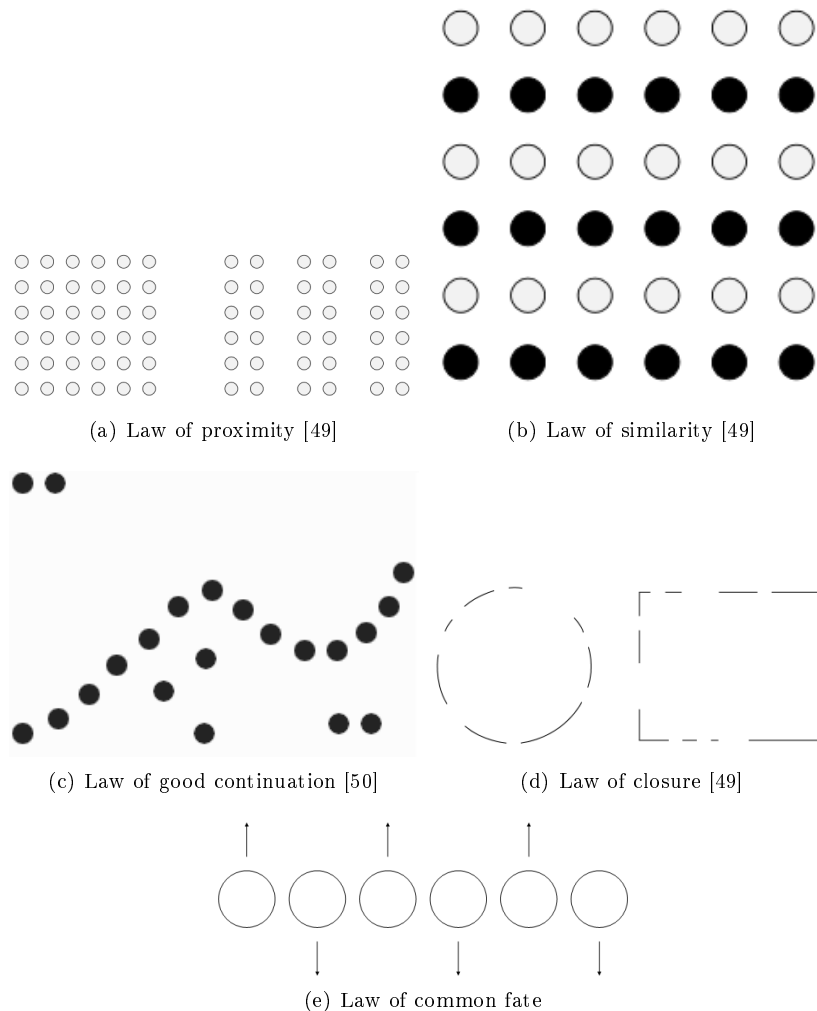 (a) Law of proximity [49]
(b) Law of similarity [49]
(c) Law of good continuation [50]
(d) Law of closure [49]
(e) Law of common fate